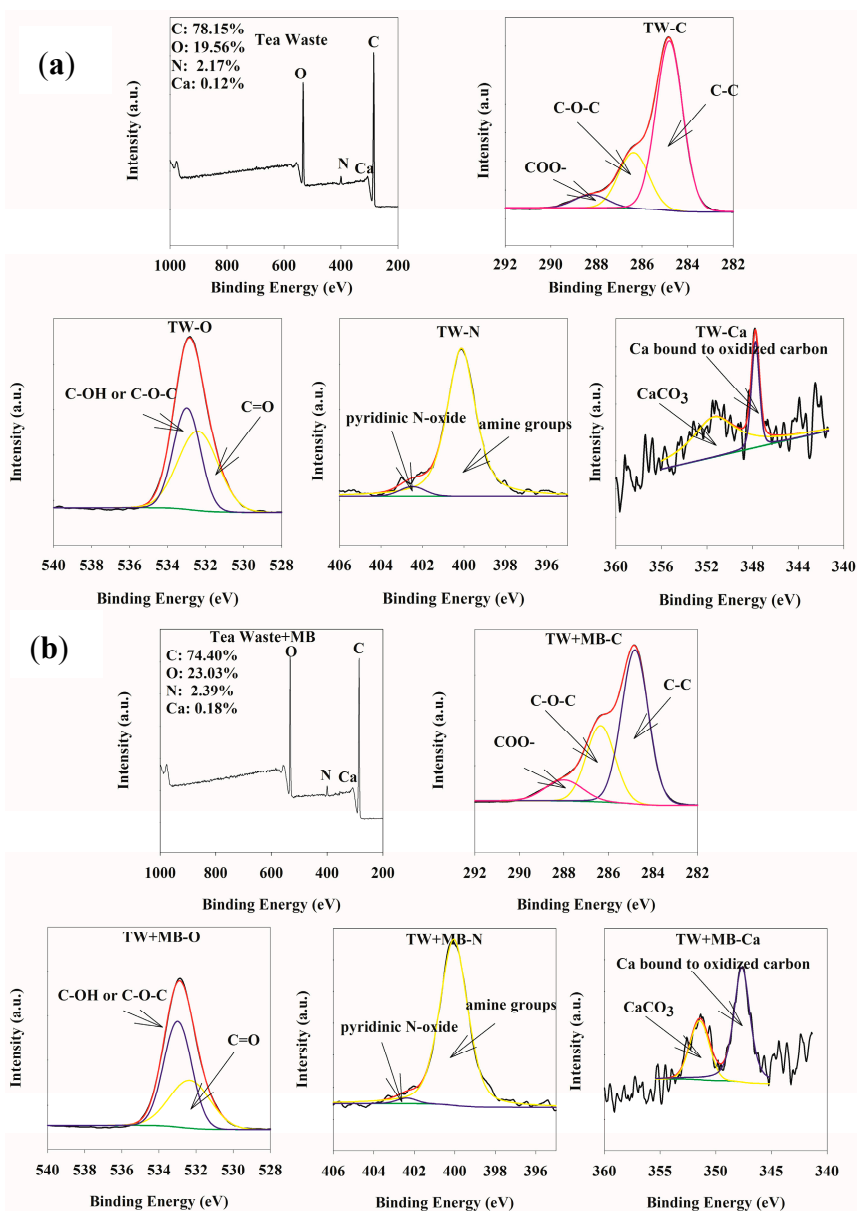 (a)
C: 78.15%
O: 19.56%
N: 2.17%
Ca: 0.12%
Tea Waste
C
O
N
Ca
Intensity (a.u.)
1000 800 600 400 200
Binding Energy (eV)
TW-C
C-C
C-O-C
COO-
Intensity (a.u)
292 290 288 286 284 282
Binding Energy (eV)
TW-O
C-OH or C-O-C
C=O
Intensity (a.u.)
540 538 536 534 532 530 528
Binding Energy (eV)
TW-N
pyridinic N-oxide
amine groups
Intensity (a.u.)
406 404 402 400 398 396
Binding Energy (eV)
TW-Ca
Ca bound to oxidized carbon
CaCO3
Intensity (a.u.)
360 356 352 348 344 340
Binding Energy (eV)
(b)
Tea Waste+MB
C: 74.40%
O: 23.03%
N: 2.39%
Ca: 0.18%
O
C
N
Ca
Intensity (a.u.)
1000 800 600 400 200
Binding Energy (eV)
TW+MB-C
C-C
C-O-C
COO-
Intensity (a.u.)
292 290 288 286 284 282
Binding Energy (eV)
TW+MB-O
C-OH or C-O-C
C=O
Intensity (a.u.)
540 538 536 534 532 530 528
Binding Energy (eV)
TW+MB-N
amine groups
pyridinic N-oxide
Intensity (a.u.)
406 404 402 400 398 396
Binding Energy (eV)
TW+MB-Ca
Ca bound to oxidized carbon
CaCO3
Intensity (a.u.)
360 355 350 345 340
Binding Energy (eV)